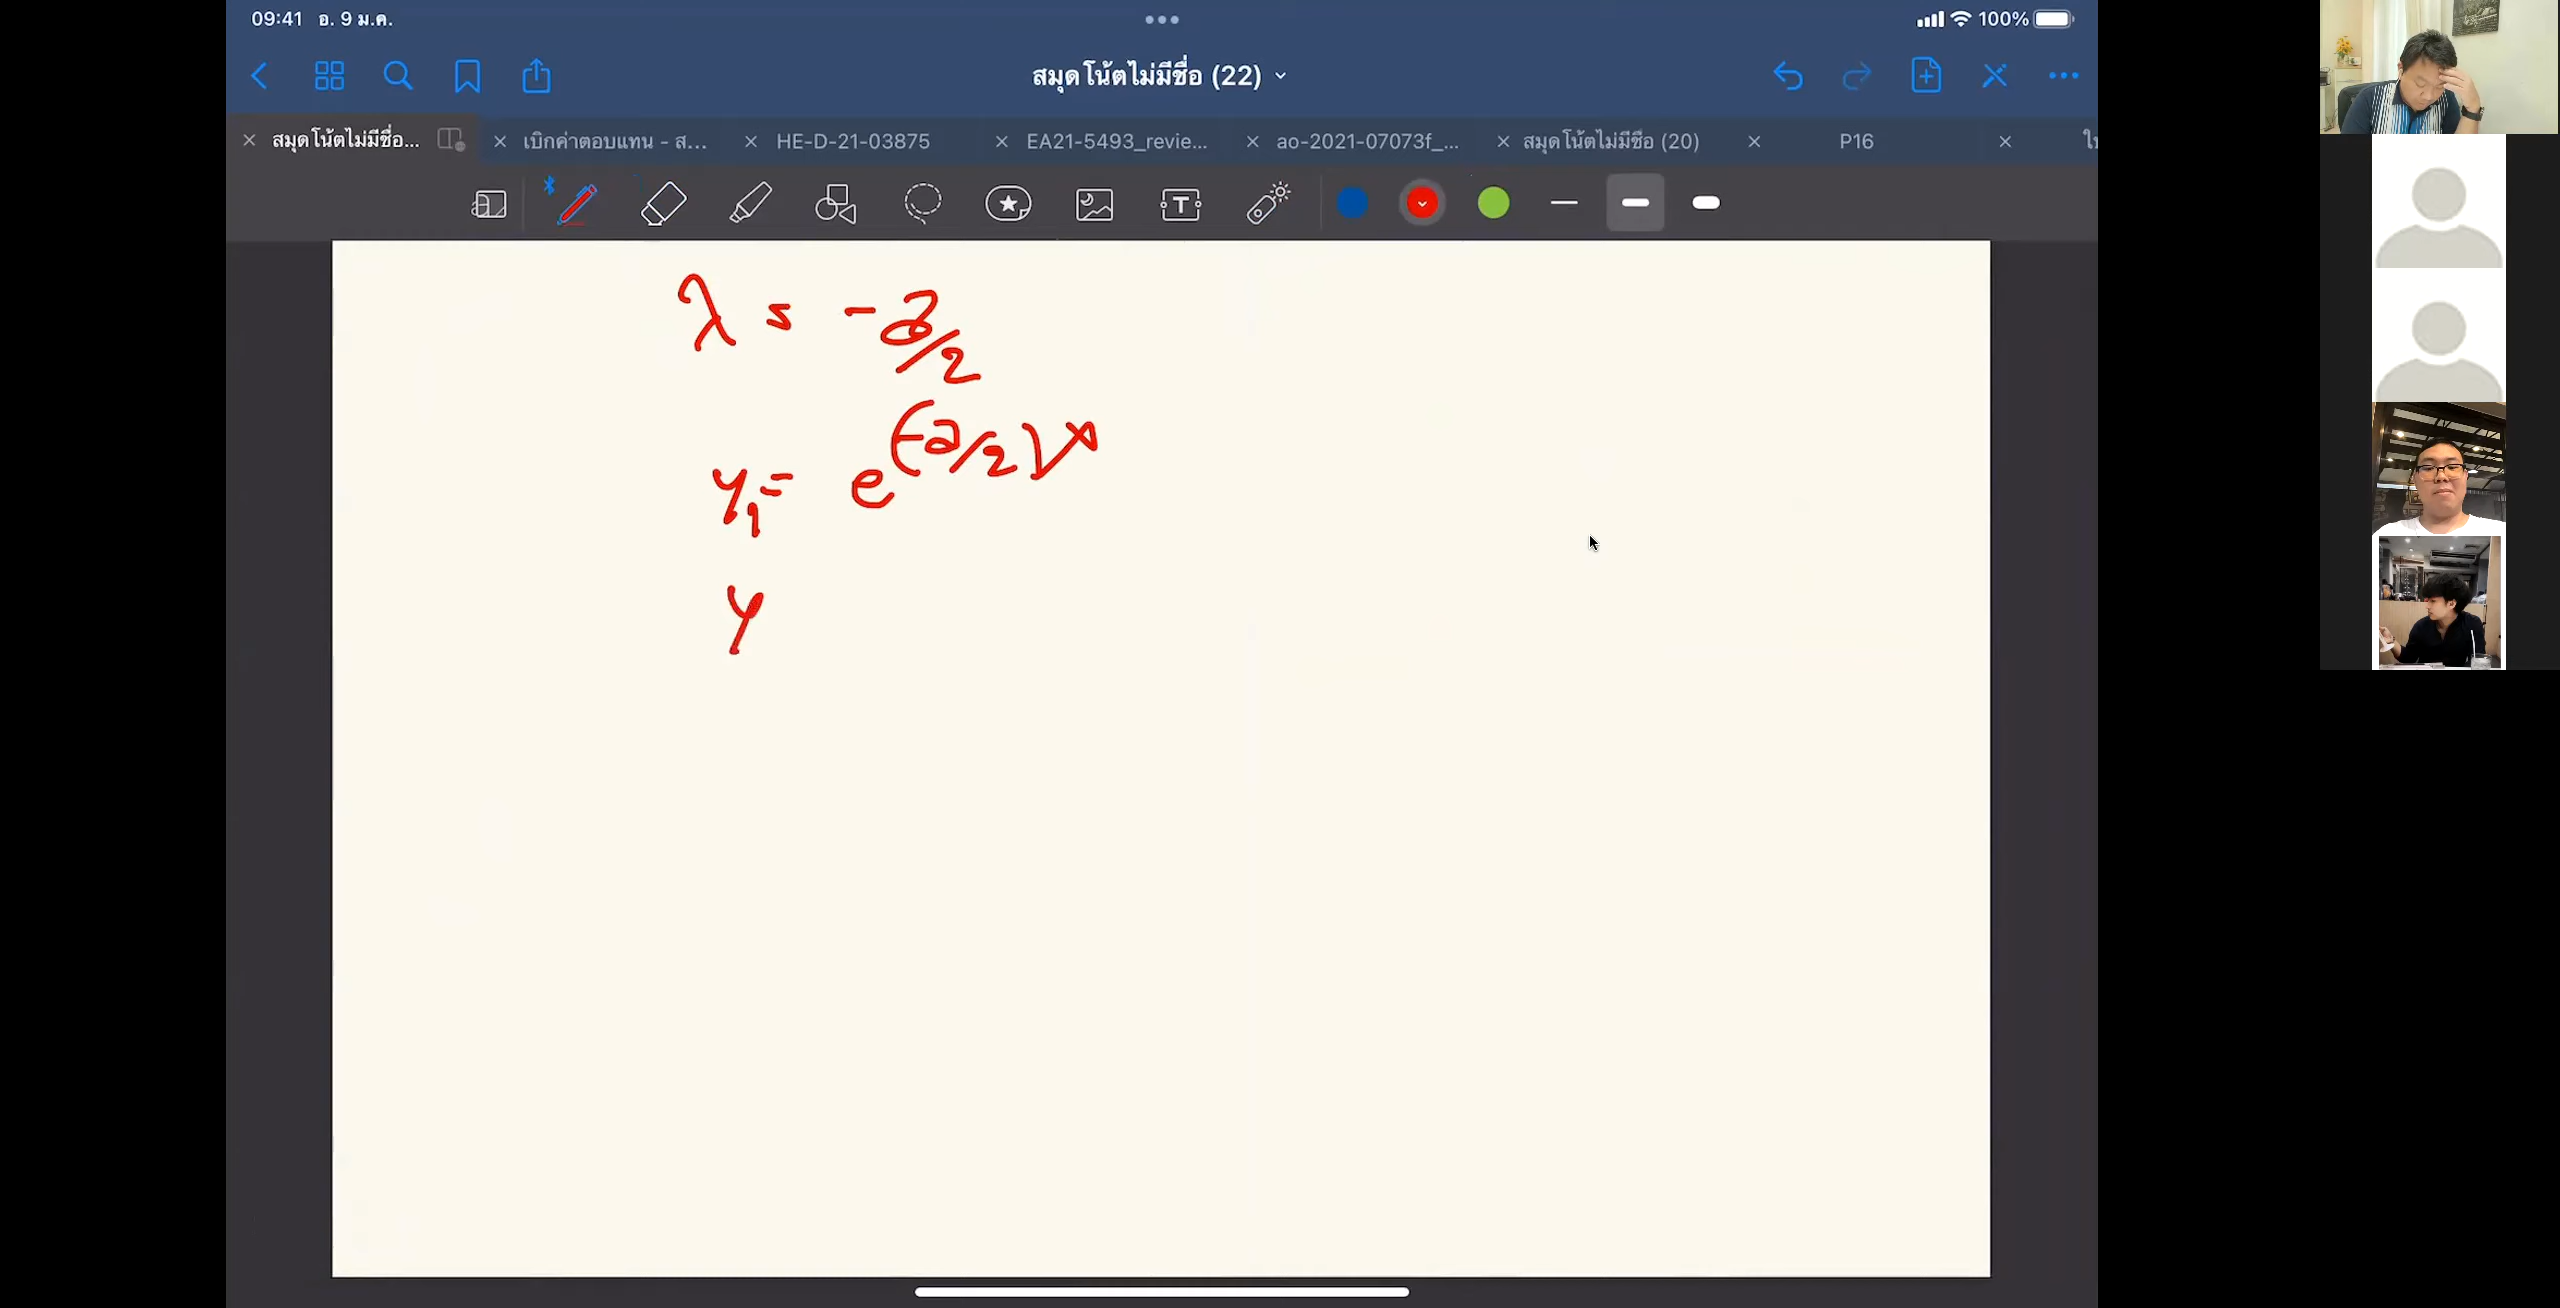 09:41 อ. 9 ม.ค.
100%
สมุดโน้ตไม่มีชื่อ (22)
สมุดโน้ตไม่มีชื่อ...
เบิกค่าตอบแทน - ส...
HE-D-21-03875
EA21-5493_revie...
ao-2021-07073f_...
สมุดโน้ตไม่มีชื่อ (20)
P16
λ = -a/2
y₁ = e^(-a/2)x
y